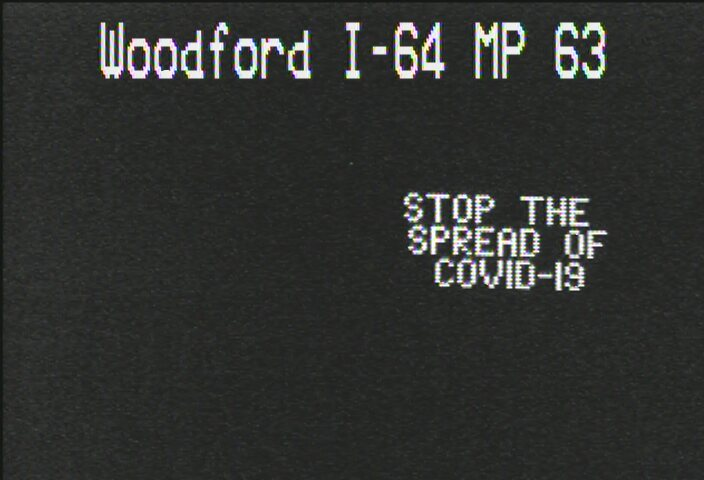 Woodford I-64 MP 63
STOP THE
SPREAD OF
COVID-19